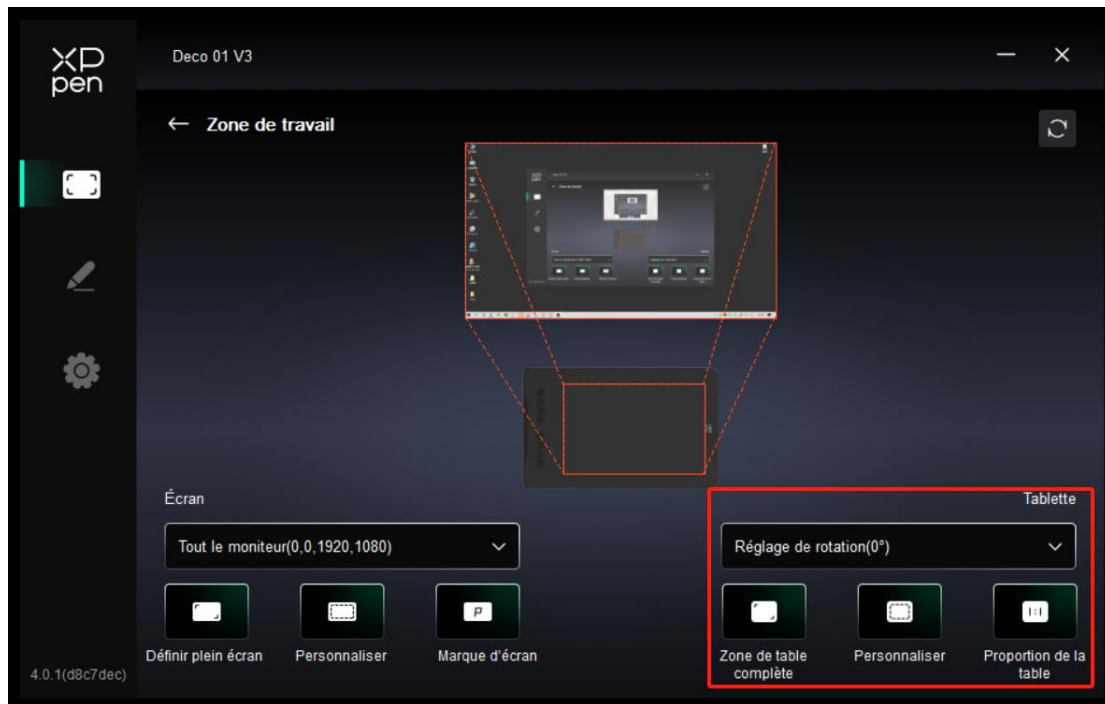 XP
pen
Deco 01 V3
Zone de travail
Écran
Tablette
Tout le moniteur(0,0,1920,1080)
Réglage de rotation(0°)
P
1:1
Définir plein écran
Personnaliser
Marque d'écran
Zone de table
complète
Personnaliser
Proportion de la
table
4.0.1(d8c7dec)